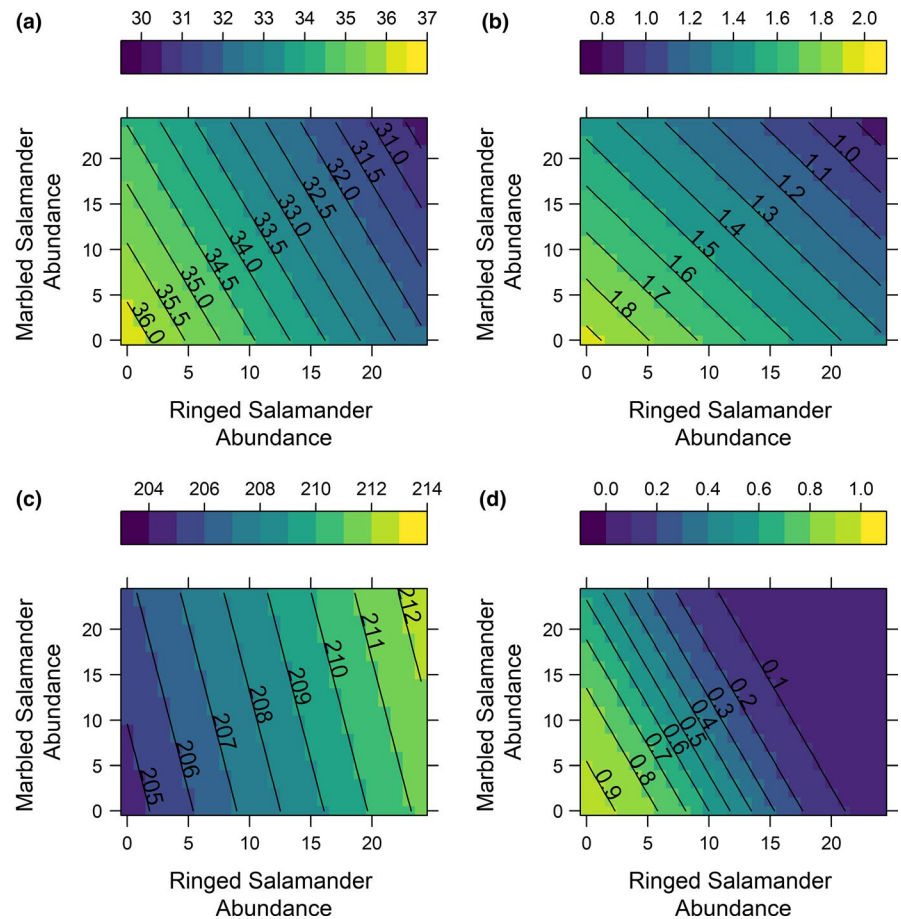 (a)
30 31 32 33 34 35 36 37
Marbled Salamander
Abundance
20
15
10
5
0
31.0
31.5
32.0
32.5
33.0
33.5
34.0
34.5
35.0
35.5
36.0
0 5 10 15 20
Ringed Salamander
Abundance
(b)
0.8 1.0 1.2 1.4 1.6 1.8 2.0
Marbled Salamander
Abundance
20
15
10
5
0
1.0
1.1
1.2
1.3
1.4
1.5
1.6
1.7
1.8
0 5 10 15 20
Ringed Salamander
Abundance
(c)
204 206 208 210 212 214
Marbled Salamander
Abundance
20
15
10
5
0
205
206
207
208
209
210
211
212
0 5 10 15 20
Ringed Salamander
Abundance
(d)
0.0 0.2 0.4 0.6 0.8 1.0
Marbled Salamander
Abundance
20
15
10
5
0
0.1
0.2
0.3
0.4
0.5
0.6
0.7
0.8
0.9
0 5 10 15 20
Ringed Salamander
Abundance